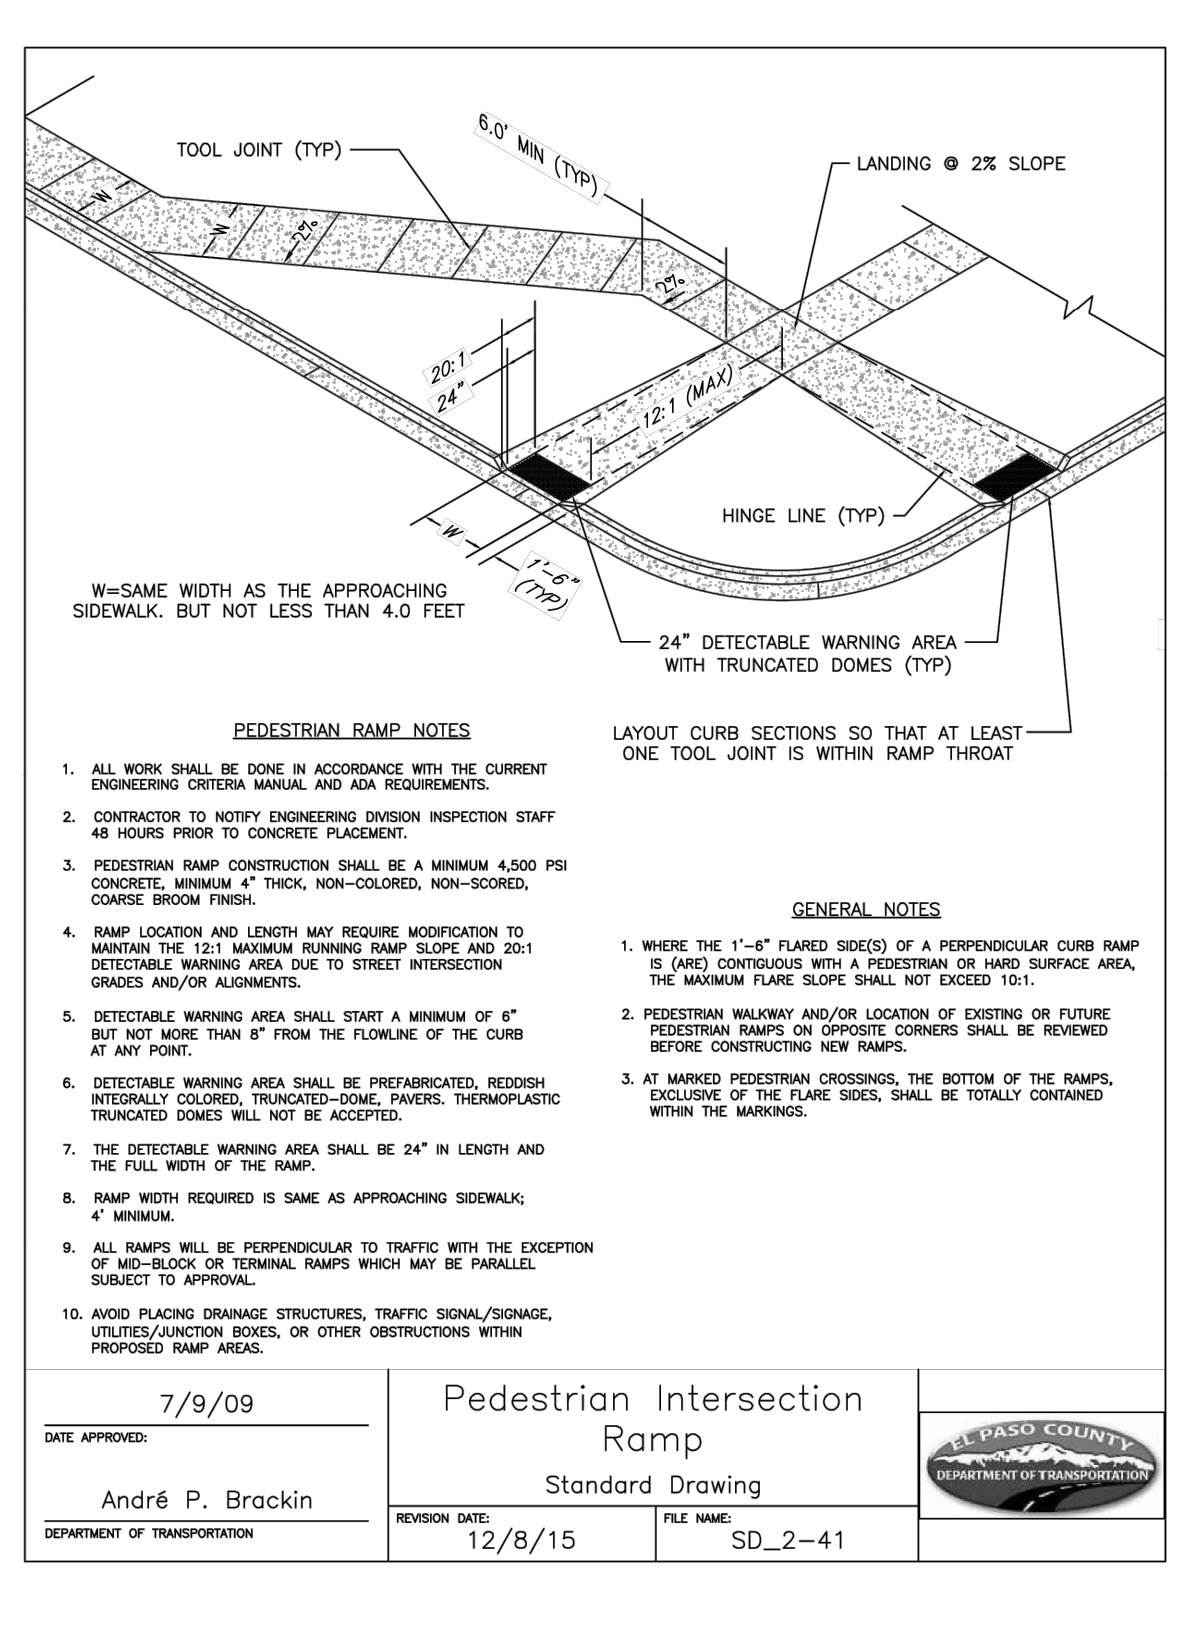 6.0' MIN (TYP)
TOOL JOINT (TYP)
LANDING @ 2% SLOPE
W
W
2%
2%
20:1
24"
12:1 (MAX)
HINGE LINE (TYP)
W
1'-6"
(TYP)
W=SAME WIDTH AS THE APPROACHING
SIDEWALK. BUT NOT LESS THAN 4.0 FEET
24" DETECTABLE WARNING AREA
WITH TRUNCATED DOMES (TYP)
LAYOUT CURB SECTIONS SO THAT AT LEAST
ONE TOOL JOINT IS WITHIN RAMP THROAT
PEDESTRIAN RAMP NOTES
1. ALL WORK SHALL BE DONE IN ACCORDANCE WITH THE CURRENT
ENGINEERING CRITERIA MANUAL AND ADA REQUIREMENTS.
2. CONTRACTOR TO NOTIFY ENGINEERING DIVISION INSPECTION STAFF
48 HOURS PRIOR TO CONCRETE PLACEMENT.
3. PEDESTRIAN RAMP CONSTRUCTION SHALL BE A MINIMUM 4,500 PSI
CONCRETE, MINIMUM 4" THICK, NON-COLORED, NON-SCORED,
COARSE BROOM FINISH.
4. RAMP LOCATION AND LENGTH MAY REQUIRE MODIFICATION TO
MAINTAIN THE 12:1 MAXIMUM RUNNING RAMP SLOPE AND 20:1
DETECTABLE WARNING AREA DUE TO STREET INTERSECTION
GRADES AND/OR ALIGNMENTS.
5. DETECTABLE WARNING AREA SHALL START A MINIMUM OF 6"
BUT NOT MORE THAN 8" FROM THE FLOWLINE OF THE CURB
AT ANY POINT.
6. DETECTABLE WARNING AREA SHALL BE PREFABRICATED, REDDISH
INTEGRALLY COLORED, TRUNCATED-DOME, PAVERS. THERMOPLASTIC
TRUNCATED DOMES WILL NOT BE ACCEPTED.
7. THE DETECTABLE WARNING AREA SHALL BE 24" IN LENGTH AND
THE FULL WIDTH OF THE RAMP.
8. RAMP WIDTH REQUIRED IS SAME AS APPROACHING SIDEWALK;
4' MINIMUM.
9. ALL RAMPS WILL BE PERPENDICULAR TO TRAFFIC WITH THE EXCEPTION
OF MID-BLOCK OR TERMINAL RAMPS WHICH MAY BE PARALLEL
SUBJECT TO APPROVAL.
10. AVOID PLACING DRAINAGE STRUCTURES, TRAFFIC SIGNAL/SIGNAGE,
UTILITIES/JUNCTION BOXES, OR OTHER OBSTRUCTIONS WITHIN
PROPOSED RAMP AREAS.
GENERAL NOTES
1. WHERE THE 1'-6" FLARED SIDE(S) OF A PERPENDICULAR CURB RAMP
IS (ARE) CONTIGUOUS WITH A PEDESTRIAN OR HARD SURFACE AREA,
THE MAXIMUM FLARE SLOPE SHALL NOT EXCEED 10:1.
2. PEDESTRIAN WALKWAY AND/OR LOCATION OF EXISTING OR FUTURE
PEDESTRIAN RAMPS ON OPPOSITE CORNERS SHALL BE REVIEWED
BEFORE CONSTRUCTING NEW RAMPS.
3. AT MARKED PEDESTRIAN CROSSINGS, THE BOTTOM OF THE RAMPS,
EXCLUSIVE OF THE FLARE SIDES, SHALL BE TOTALLY CONTAINED
WITHIN THE MARKINGS.
7/9/09
DATE APPROVED:
André P. Brackin
DEPARTMENT OF TRANSPORTATION
Pedestrian Intersection
Ramp
Standard Drawing
REVISION DATE:
12/8/15
FILE NAME:
SD_2-41
EL PASO COUNTY
DEPARTMENT OF TRANSPORTATION